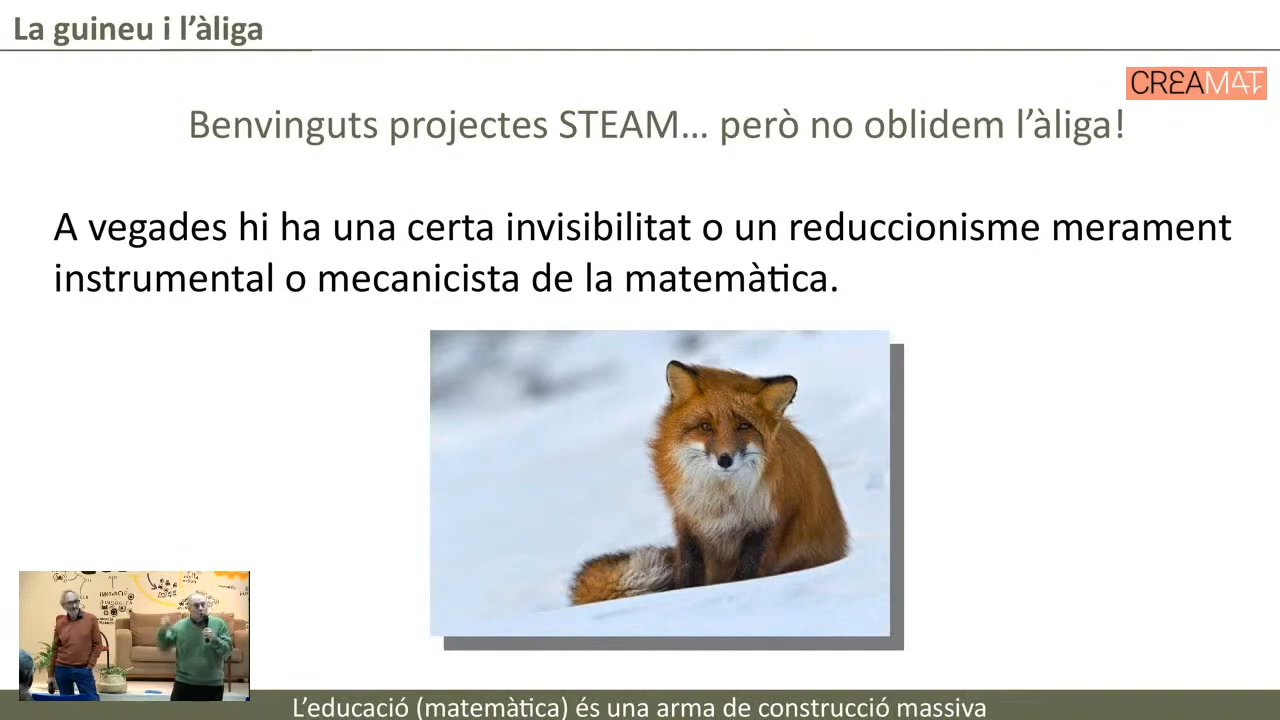 La guineu i l’àliga
CREAMAT
Benvinguts projectes STEAM… però no oblidem l’àliga!
A vegades hi ha una certa invisibilitat o un reduccionisme merament
instrumental o mecanicista de la matemàtica.
INNOVACIÓ
L’educació (matemàtica) és una arma de construcció massiva